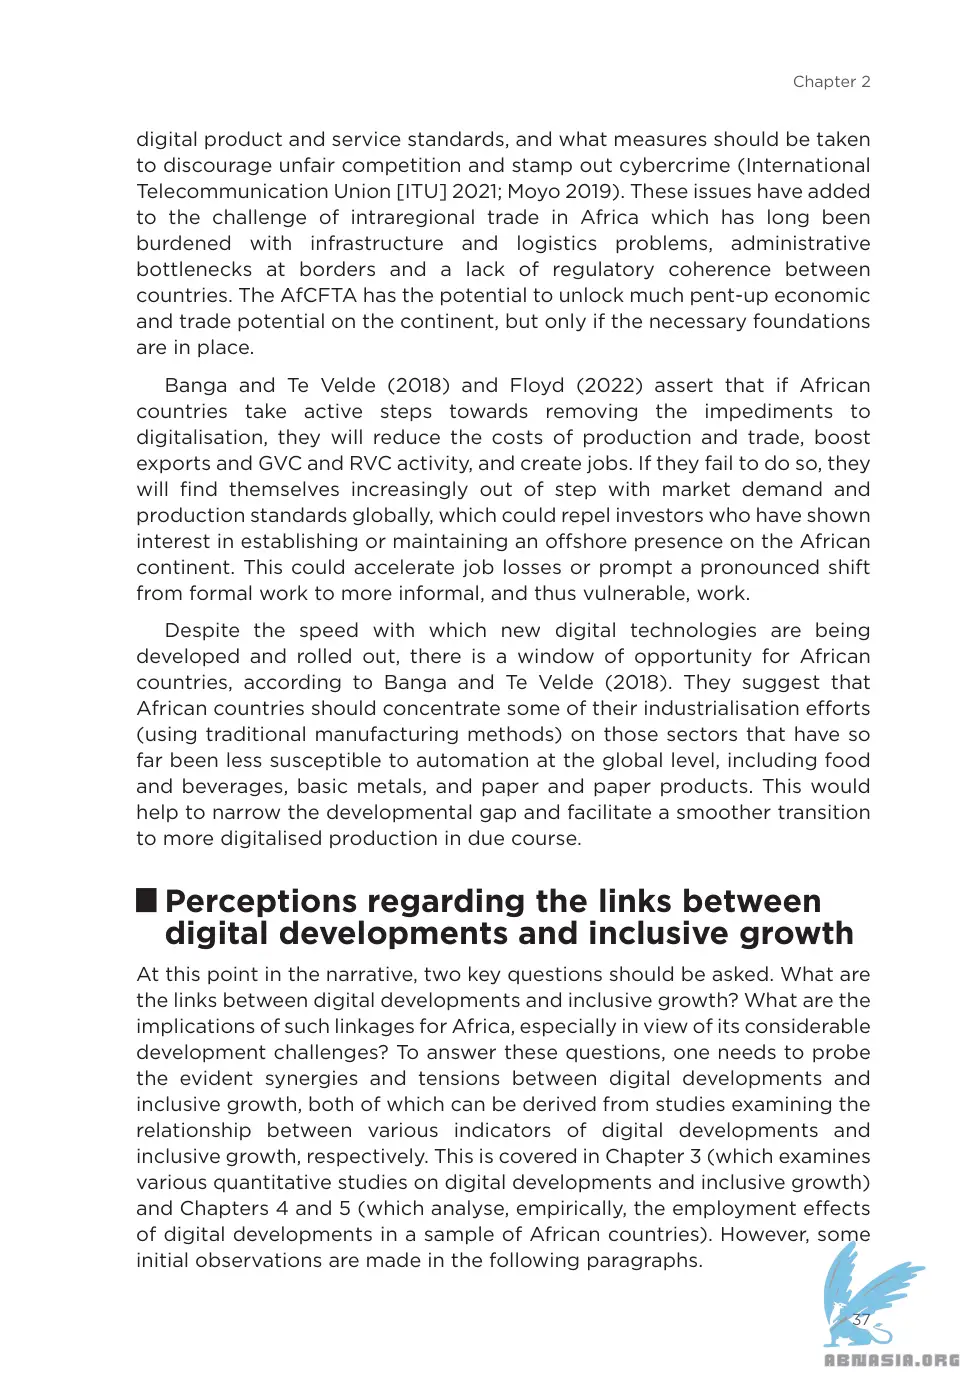 Chapter 2
digital product and service standards, and what measures should be taken
to discourage unfair competition and stamp out cybercrime (International
Telecommunication Union [ITU] 2021; Moyo 2019). These issues have added
to the challenge of intraregional trade in Africa which has long been
burdened with infrastructure and logistics problems, administrative
bottlenecks at borders and a lack of regulatory coherence between
countries. The AfCFTA has the potential to unlock much pent-up economic
and trade potential on the continent, but only if the necessary foundations
are in place.
Banga and Te Velde (2018) and Floyd (2022) assert that if African
countries take active steps towards removing the impediments to
digitalisation, they will reduce the costs of production and trade, boost
exports and GVC and RVC activity, and create jobs. If they fail to do so, they
will find themselves increasingly out of step with market demand and
production standards globally, which could repel investors who have shown
interest in establishing or maintaining an offshore presence on the African
continent. This could accelerate job losses or prompt a pronounced shift
from formal work to more informal, and thus vulnerable, work.
Despite the speed with which new digital technologies are being
developed and rolled out, there is a window of opportunity for African
countries, according to Banga and Te Velde (2018). They suggest that
African countries should concentrate some of their industrialisation efforts
(using traditional manufacturing methods) on those sectors that have so
far been less susceptible to automation at the global level, including food
and beverages, basic metals, and paper and paper products. This would
help to narrow the developmental gap and facilitate a smoother transition
to more digitalised production in due course.
Perceptions regarding the links between
digital developments and inclusive growth
At this point in the narrative, two key questions should be asked. What are
the links between digital developments and inclusive growth? What are the
implications of such linkages for Africa, especially in view of its considerable
development challenges? To answer these questions, one needs to probe
the evident synergies and tensions between digital developments and
inclusive growth, both of which can be derived from studies examining the
relationship between various indicators of digital developments and
inclusive growth, respectively. This is covered in Chapter 3 (which examines
various quantitative studies on digital developments and inclusive growth)
and Chapters 4 and 5 (which analyse, empirically, the employment effects
of digital developments in a sample of African countries). However, some
initial observations are made in the following paragraphs.
37
ABNASIA.ORG